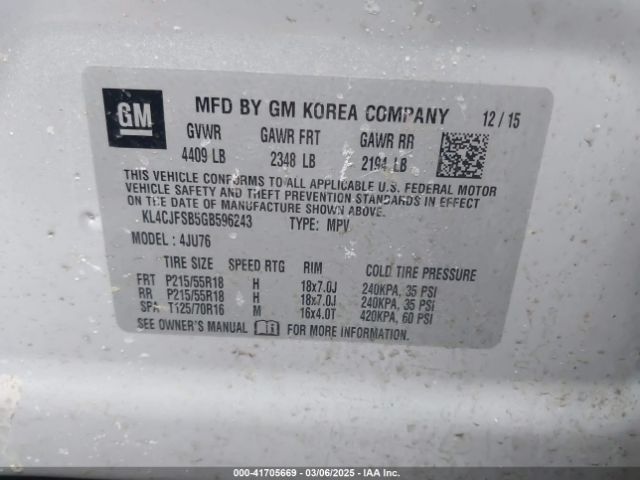 GM
MFD BY GM KOREA COMPANY 12 / 15
GVWR GAWR FRT GAWR RR
4409 LB 2348 LB 2194 LB
THIS VEHICLE CONFORMS TO ALL APPLICABLE U.S. FEDERAL MOTOR
VEHICLE SAFETY AND THEFT PREVENTION STANDARDS IN EFFECT
ON THE DATE OF MANUFACTURE SHOWN ABOVE.
KL4CJFSB5GB596243 TYPE: MPV
MODEL: 4JU76
TIRE SIZE SPEED RTG RIM COLD TIRE PRESSURE
FRT P215/55R18 H 18x7.0J 240KPA, 35 PSI
RR P215/55R18 H 18x7.0J 240KPA, 35 PSI
SPA T125/70R16 M 16x4.0T 420KPA, 60 PSI
SEE OWNER'S MANUAL FOR MORE INFORMATION.
000-41705669 | 03/06/2025 | IAA